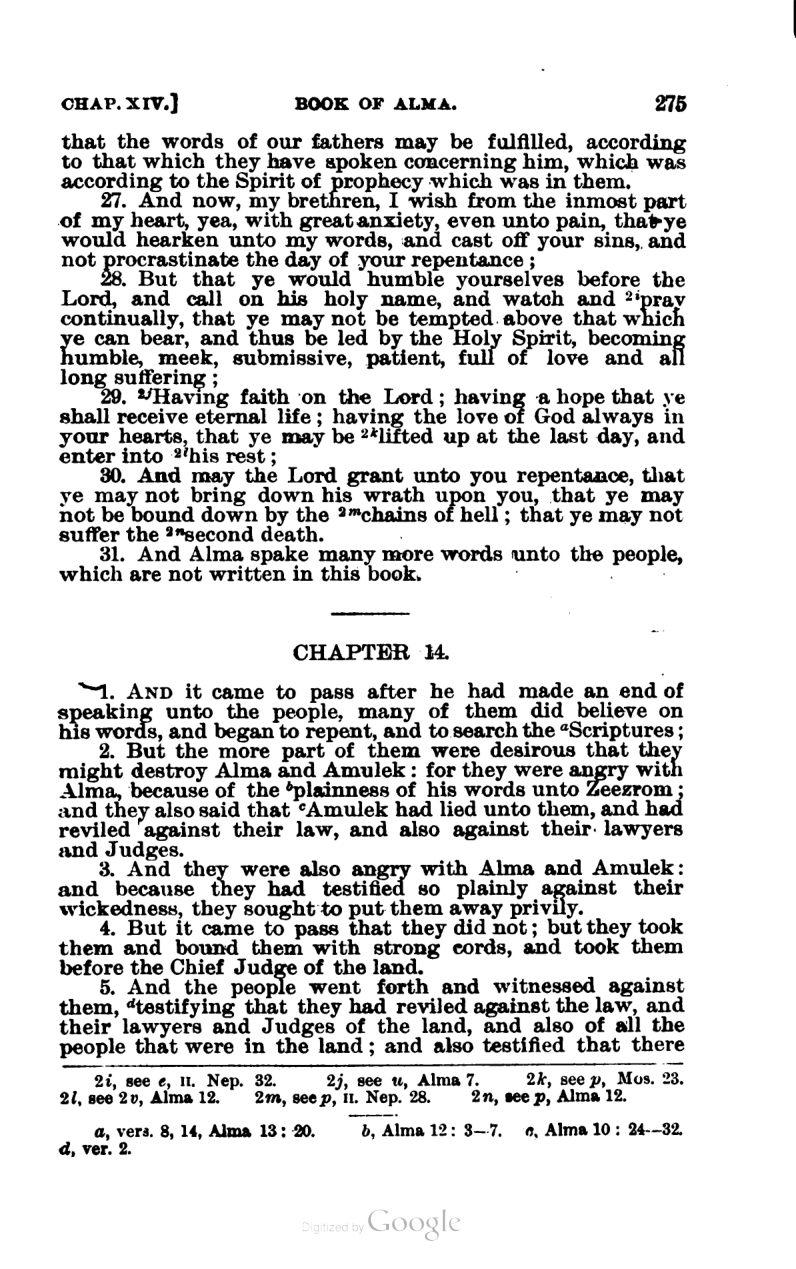 CHAP. XIV.] BOOK OF ALMA. 275
that the words of our fathers may be fulfilled, according
to that which they have spoken concerning him, which was
according to the Spirit of prophecy which was in them.
27. And now, my brethren, I wish from the inmost part
of my heart, yea, with great anxiety, even unto pain, that ye
would hearken unto my words, and cast off your sins, and
not procrastinate the day of your repentance ;
28. But that ye would humble yourselves before the
Lord, and call on his holy name, and watch and ²ⁱpray
continually, that ye may not be tempted above that which
ye can bear, and thus be led by the Holy Spirit, becoming
humble, meek, submissive, patient, full of love and all
long suffering ;
29. ²ʲHaving faith on the Lord ; having a hope that ye
shall receive eternal life ; having the love of God always in
your hearts, that ye may be ²ᵏlifted up at the last day, and
enter into ²ˡhis rest ;
30. And may the Lord grant unto you repentance, that
ye may not bring down his wrath upon you, that ye may
not be bound down by the ²ᵐchains of hell ; that ye may not
suffer the ²ⁿsecond death.
31. And Alma spake many more words unto the people,
which are not written in this book.
CHAPTER 14.
1. AND it came to pass after he had made an end of
speaking unto the people, many of them did believe on
his words, and began to repent, and to search the ᵃScriptures ;
2. But the more part of them were desirous that they
might destroy Alma and Amulek : for they were angry with
Alma, because of the ᵇplainness of his words unto Zeezrom ;
and they also said that ᶜAmulek had lied unto them, and had
reviled against their law, and also against their lawyers
and Judges.
3. And they were also angry with Alma and Amulek :
and because they had testified so plainly against their
wickedness, they sought to put them away privily.
4. But it came to pass that they did not ; but they took
them and bound them with strong cords, and took them
before the Chief Judge of the land.
5. And the people went forth and witnessed against
them, ᵈtestifying that they had reviled against the law, and
their lawyers and Judges of the land, and also of all the
people that were in the land ; and also testified that there
2i, see e, II. Nep. 32. 2j, see u, Alma 7. 2k, see p, Mos. 23.
2l, see 2v, Alma 12. 2m, see p, II. Nep. 28. 2n, see p, Alma 12.
a, vers. 8, 14, Alma 13 : 20. b, Alma 12 : 3—7. c, Alma 10 : 24—32.
d, ver. 2.
Digitized by Google